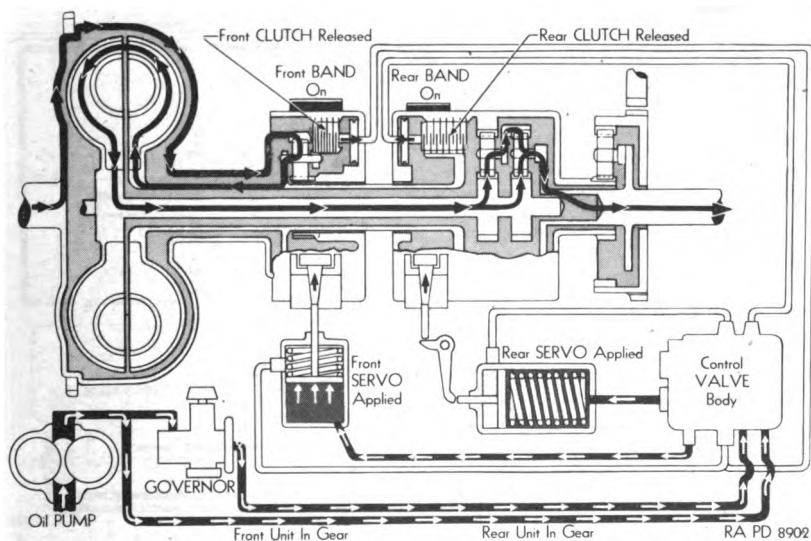 Front CLUTCH Released
Rear CLUTCH Released
Front BAND
On
Rear BAND
On
Front
SERVO
Applied
Rear SERVO Applied
Control
VALVE
Body
GOVERNOR
Oil PUMP
Front Unit In Gear
Rear Unit In Gear
RA PD 8902